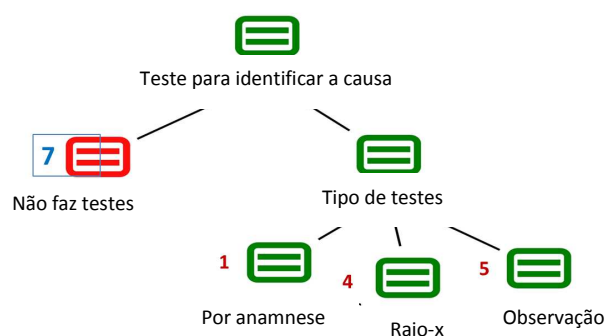 Teste para identificar a causa
7
Não faz testes
Tipo de testes
1
4
5
Por anamnese
Raio-x
Observação